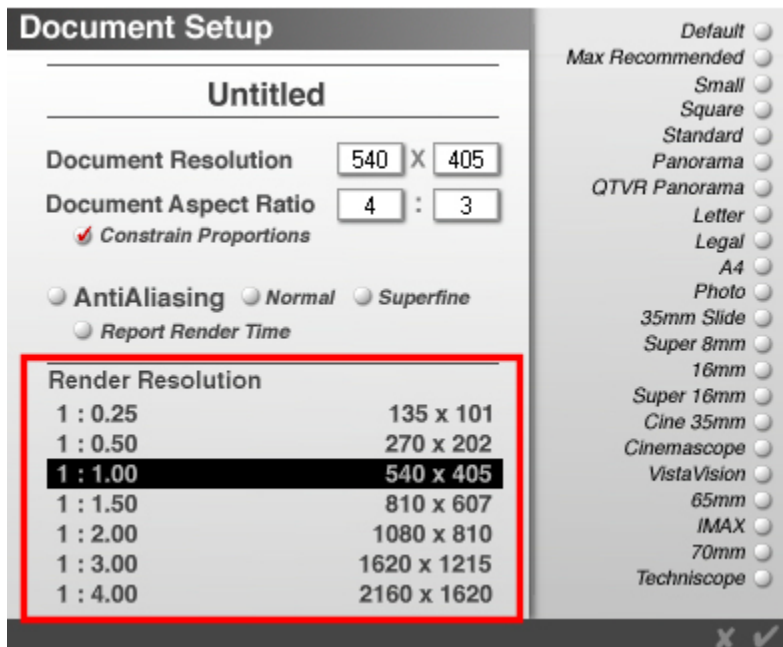 Document Setup
Untitled
Document Resolution 540 X 405
Document Aspect Ratio 4 : 3
Constrain Proportions
AntiAliasing Normal Superfine
Report Render Time
Render Resolution
1 : 0.25 135 x 101
1 : 0.50 270 x 202
1 : 1.00 540 x 405
1 : 1.50 810 x 607
1 : 2.00 1080 x 810
1 : 3.00 1620 x 1215
1 : 4.00 2160 x 1620
Default
Max Recommended
Small
Square
Standard
Panorama
QTVR Panorama
Letter
Legal
A4
Photo
35mm Slide
Super 8mm
16mm
Super 16mm
Cine 35mm
Cinemascope
VistaVision
65mm
IMAX
70mm
Techniscope